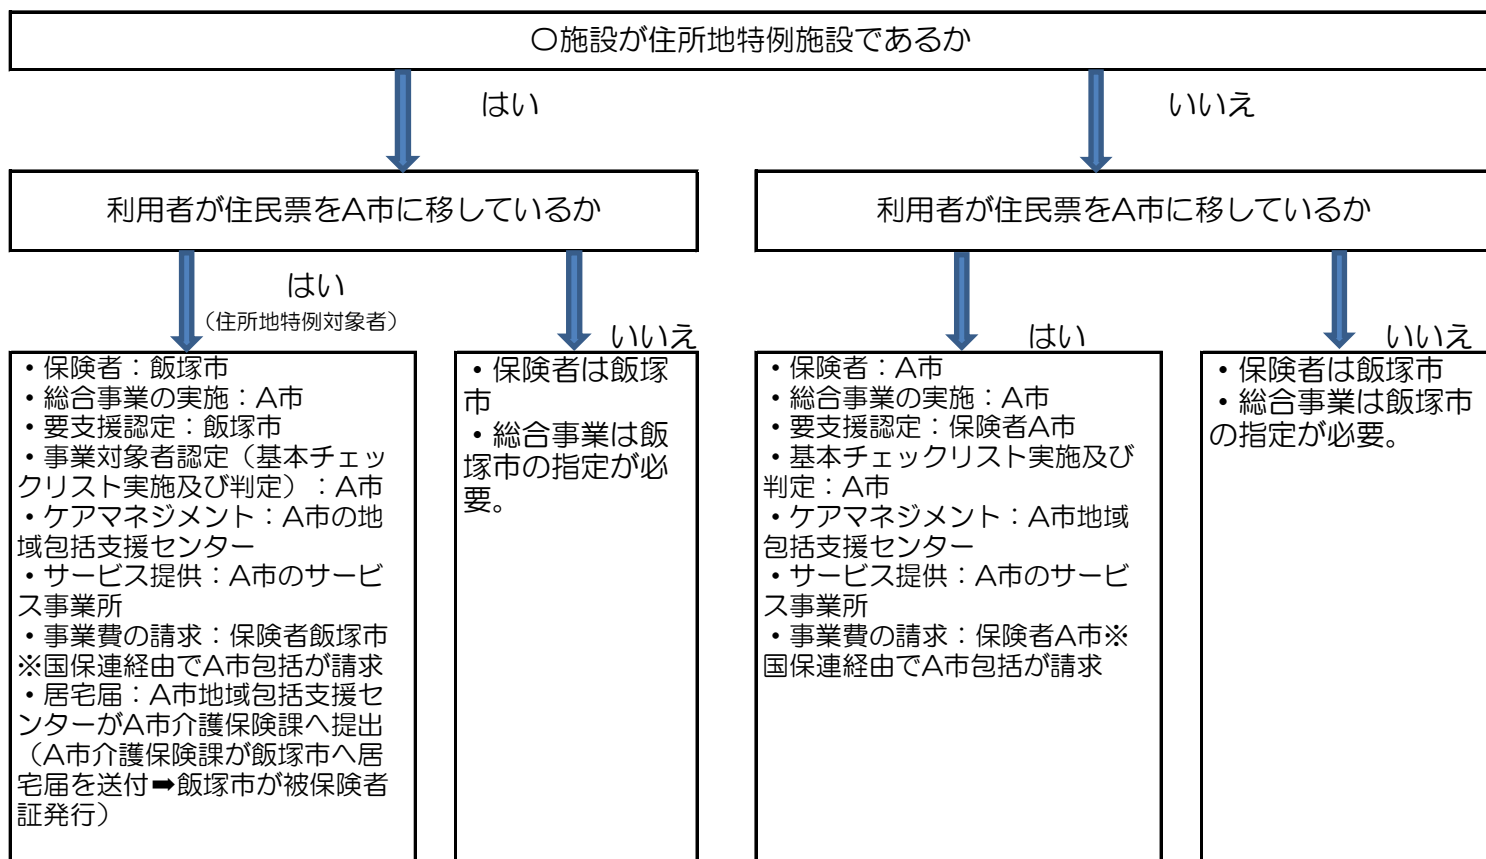 〇施設が住所地特例施設であるか
はい
いいえ
利用者が住民票をA市に移しているか
利用者が住民票をA市に移しているか
はい
（住所地特例対象者）
いいえ
はい
いいえ
・保険者：飯塚市
・総合事業の実施：A市
・要支援認定：飯塚市
・事業対象者認定（基本チェッ
クリスト実施及び判定）：A市
・ケアマネジメント：A市の地
域包括支援センター
・サービス提供：A市のサービ
ス事業所
・事業費の請求：保険者飯塚市
※国保連経由でA市包括が請求
・居宅届：A市地域包括支援セ
ンターがA市介護保険課へ提出
（A市介護保険課が飯塚市へ居
宅届を送付➡飯塚市が被保険者
証発行）
・保険者は飯塚
市
・総合事業は飯
塚市の指定が必
要。
・保険者：A市
・総合事業の実施：A市
・要支援認定：保険者A市
・基本チェックリスト実施及び
判定：A市
・ケアマネジメント：A市地域
包括支援センター
・サービス提供：A市のサービ
ス事業所
・事業費の請求：保険者A市※
国保連経由でA市包括が請求
・保険者は飯塚市
・総合事業は飯塚市
の指定が必要。